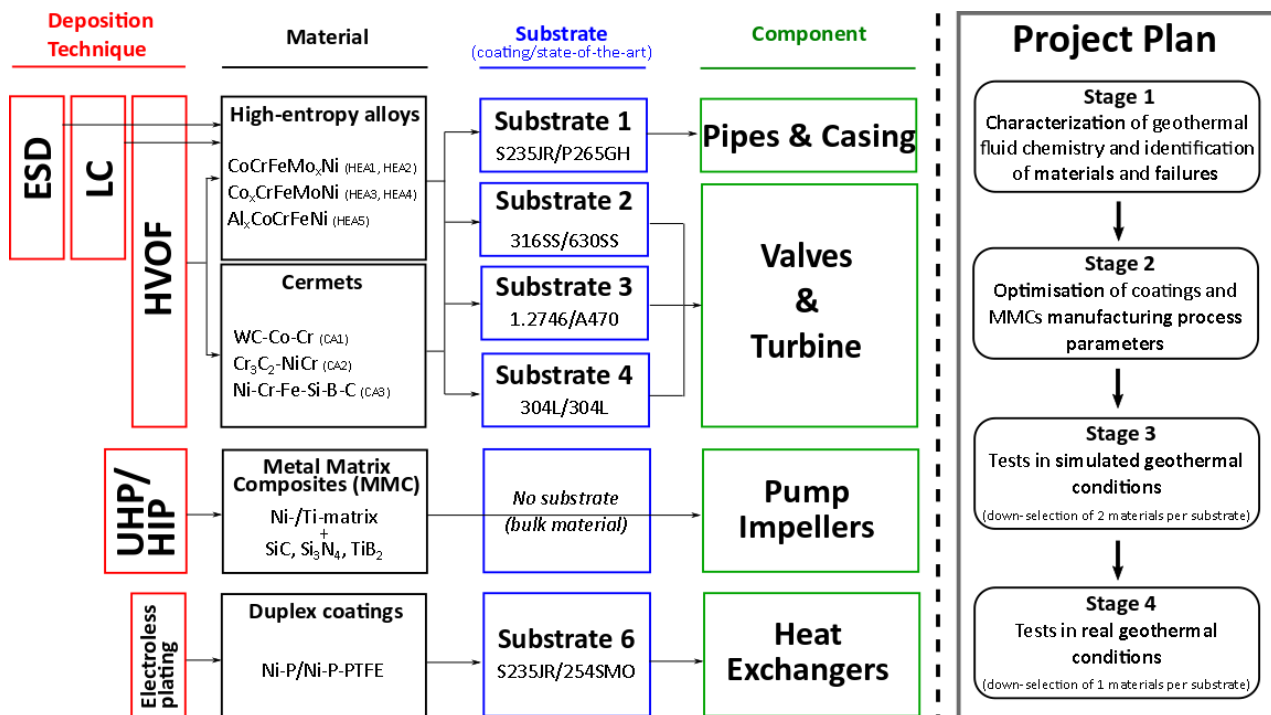 Deposition
Technique
Material
Substrate
(coating/state-of-the-art)
Component
ESD
LC
HVOF
High-entropy alloys
CoCrFeMoₓNi (HEA1, HEA2)
CoₓCrFeMoNi (HEA3, HEA4)
AlₓCoCrFeNi (HEA5)
Cermets
WC-Co-Cr (CA1)
Cr₃C₂-NiCr (CA2)
Ni-Cr-Fe-Si-B-C (CA3)
Substrate 1
S235JR/P265GH
Substrate 2
316SS/630SS
Substrate 3
1.2746/A470
Substrate 4
304L/304L
Pipes & Casing
Valves
&
Turbine
UHP/
HIP
Metal Matrix
Composites (MMC)
Ni-/Ti-matrix
+
SiC, Si₃N₄, TiB₂
No substrate
(bulk material)
Pump
Impellers
Electroless
plating
Duplex coatings
Ni-P/Ni-P-PTFE
Substrate 6
S235JR/254SMO
Heat
Exchangers
Project Plan
Stage 1
Characterization of geothermal
fluid chemistry and identification
of materials and failures
Stage 2
Optimisation of coatings and
MMCs manufacturing process
parameters
Stage 3
Tests in simulated geothermal
conditions
(down-selection of 2 materials per substrate)
Stage 4
Tests in real geothermal
conditions
(down-selection of 1 materials per substrate)